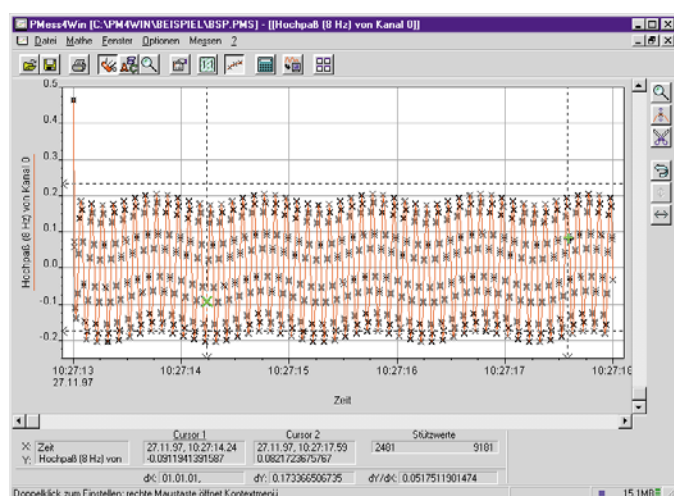 PMess4Win [C:\PM4WIN\BEISPIEL\BSP.PMS] - [[Hochpaß (8 Hz) von Kanal 0]]
Datei Mathe Fenster Optionen Messen ?
Hochpaß (8 Hz) von Kanal 0
0.5
0.4
0.3
0.2
0.1
0.0
-0.1
-0.2
10:27:13 10:27:14 10:27:15 10:27:16 10:27:17 10:27:18
27.11.97
Zeit
Cursor 1 Cursor 2 Stützwerte
X: Zeit 27.11.97, 10:27:14.24 27.11.97, 10:27:17.59 2481 9181
Y: Hochpaß (8 Hz) von -0.0911941391587 0.0821723675767
dX: 01.01.01, dY: 0.173366506735 dY/dX: 0.0517511901474
Doppelklick zum Einstellen; rechte Maustaste öffnet Kontextmenü 15.1MB